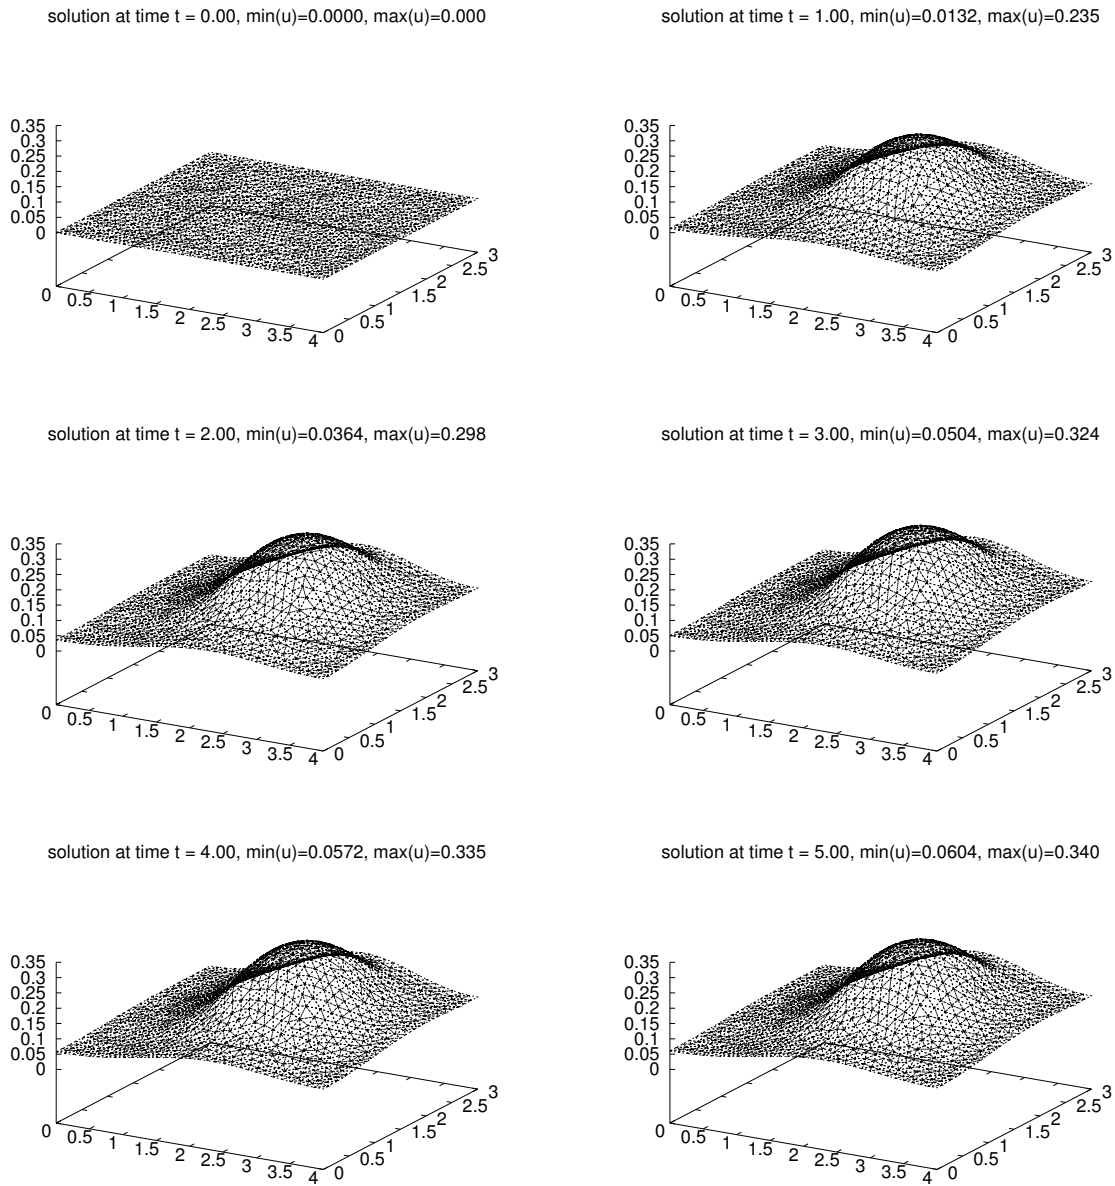 solution at time t = 0.00, min(u)=0.0000, max(u)=0.000
0.35
0.3
0.25
0.2
0.15
0.1
0.05
0
0 0.5 1 1.5 2 2.5 3 3.5 4
0 0.5 1 1.5 2 2.5 3
solution at time t = 1.00, min(u)=0.0132, max(u)=0.235
0.35
0.3
0.25
0.2
0.15
0.1
0.05
0
0 0.5 1 1.5 2 2.5 3 3.5 4
0 0.5 1 1.5 2 2.5 3
solution at time t = 2.00, min(u)=0.0364, max(u)=0.298
0.35
0.3
0.25
0.2
0.15
0.1
0.05
0
0 0.5 1 1.5 2 2.5 3 3.5 4
0 0.5 1 1.5 2 2.5 3
solution at time t = 3.00, min(u)=0.0504, max(u)=0.324
0.35
0.3
0.25
0.2
0.15
0.1
0.05
0
0 0.5 1 1.5 2 2.5 3 3.5 4
0 0.5 1 1.5 2 2.5 3
solution at time t = 4.00, min(u)=0.0572, max(u)=0.335
0.35
0.3
0.25
0.2
0.15
0.1
0.05
0
0 0.5 1 1.5 2 2.5 3 3.5 4
0 0.5 1 1.5 2 2.5 3
solution at time t = 5.00, min(u)=0.0604, max(u)=0.340
0.35
0.3
0.25
0.2
0.15
0.1
0.05
0
0 0.5 1 1.5 2 2.5 3 3.5 4
0 0.5 1 1.5 2 2.5 3